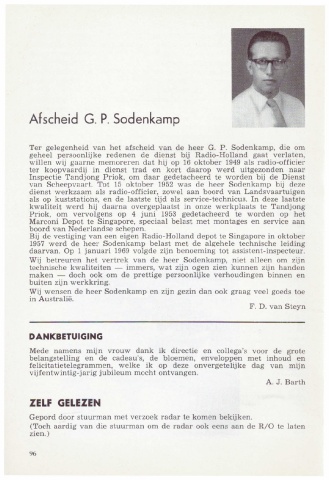 Afscheid G. P. Sodenkamp
Ter gelegenheid van het afscheid van de heer G. P. Sodenkamp, die om
geheel persoonlijke redenen de dienst bij Radio-Holland gaat verlaten,
willen wij gaarne memoreren dat hij op 16 oktober 1949 als radio-officier
ter koopvaardij in dienst trad en kort daarop werd uitgezonden naar
Inspectie Tandjong Priok, om daar gedetacheerd te worden bij de Dienst
van Scheepvaart. Tot 15 oktober 1952 was de heer Sodenkamp bij deze
dienst werkzaam als radio-officier, zowel aan boord van Landsvaartuigen
als op kuststations, en de laatste tijd als service-technicus. In deze laatste
kwaliteit werd hij daarna overgeplaatst in onze werkplaats te Tandjong
Priok, om vervolgens op 4 juni 1953 gedetacheerd te worden op het
Marconi Depot te Singapore, speciaal belast met montages en service aan
boord van Nederlandse schepen.
Bij de vestiging van een eigen Radio-Holland depot te Singapore in oktober
1957 werd de heer Sodenkamp belast met de algehele technische leiding
daarvan. Op 1 januari 1969 volgde zijn benoeming tot assistent-inspecteur.
Wij betreuren het vertrek van de heer Sodenkamp, niet alleen om zijn
technische kwaliteiten — immers, wat zijn ogen zien kunnen zijn handen
maken — doch ook om de prettige persoonlijke verhoudingen binnen en
buiten zijn werkkring.
Wij wensen de heer Sodenkamp en zijn gezin dan ook graag veel goeds toe
in Australië.
F. D. van Steyn
DANKBETUIGING
Mede namens mijn vrouw dank ik directie en collega's voor de grote
belangstelling en de cadeau's, de bloemen, enveloppen met inhoud en
felicitatietelegrammen, welke ik op deze onvergetelijke dag van mijn
vijfentwintig-jarig jubileum mocht ontvangen.
A. J. Barth
ZELF GELEZEN
Gepord door stuurman met verzoek radar te komen bekijken.
(Toch aardig van die stuurman om de radar ook eens aan de R/O te laten
zien.)
96